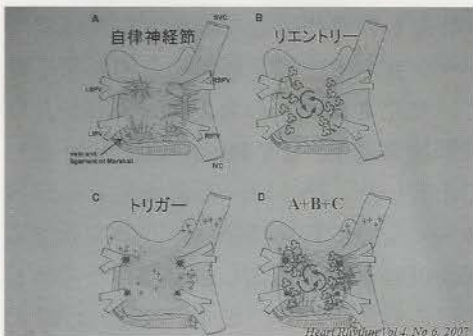 A
自律神経節
SVC
LSPV
RSPV
LIPV
RIPV
Vein and
ligament of Marshall
IVC
B
リエントリー
C
トリガー
D
A+B+C
Heart Rhythm Vol 4, No 6, 2007